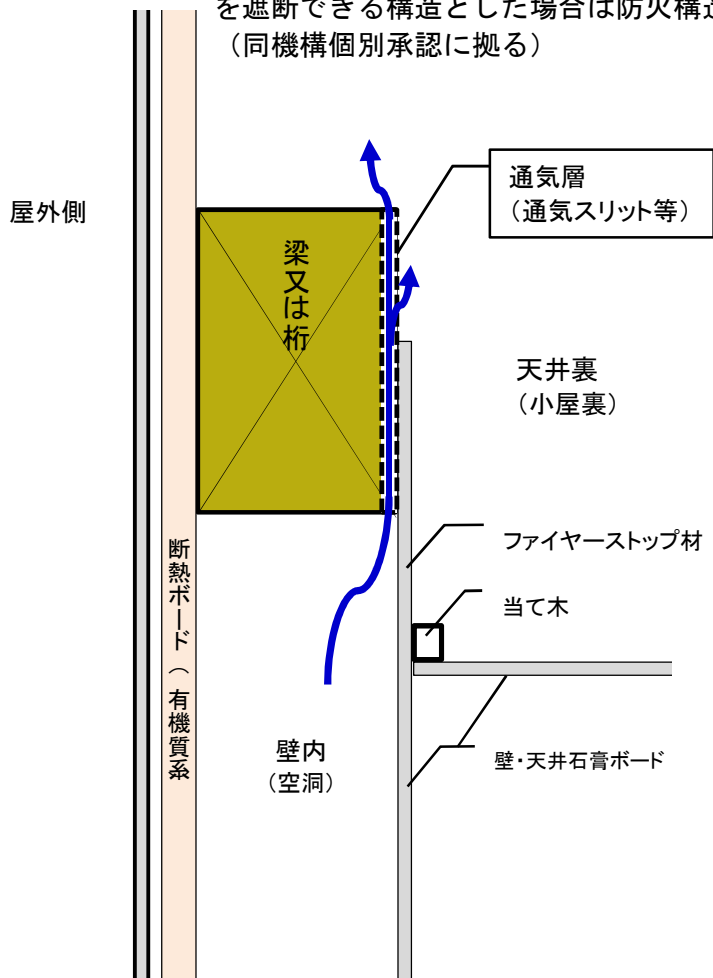 を遮断できる構造とした場合は防火構造
（同機構個別承認に拠る）
屋外側
通気層
（通気スリット等）
梁又は桁
天井裏
（小屋裏）
ファイヤーストップ材
当て木
断熱ボード（有機質系
壁内
（空洞）
壁・天井石膏ボード